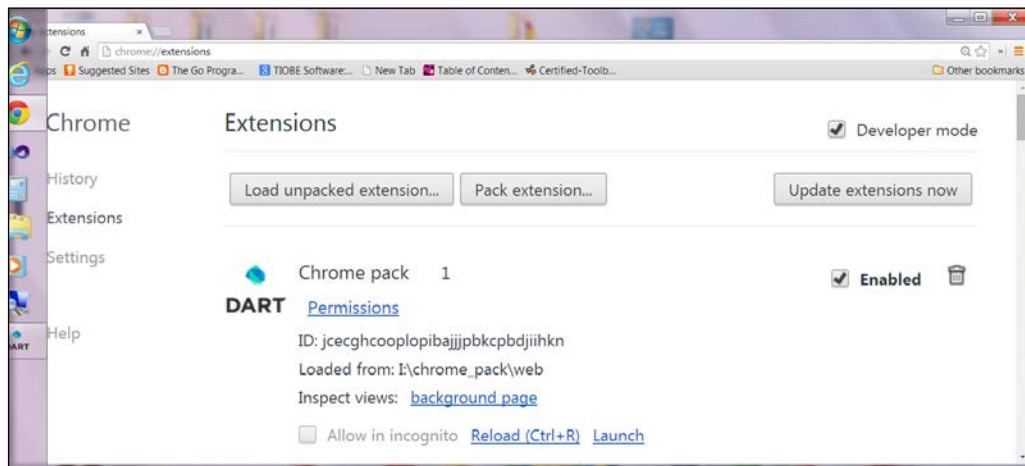 xtensions
chrome://extensions
ps Suggested Sites The Go Progra... TIOBE Software:... New Tab Table of Conten... Certified-Toolb... Other bookmarks
Chrome
Extensions
Developer mode
History
Load unpacked extension...
Pack extension...
Update extensions now
Extensions
Settings
Chrome pack 1
Enabled
DART
Permissions
Help
DART
ID: jcecghcooplopibajjjpbkcpbdjiihkn
Loaded from: I:\chrome_pack\web
Inspect views: background page
Allow in incognito Reload (Ctrl+R) Launch